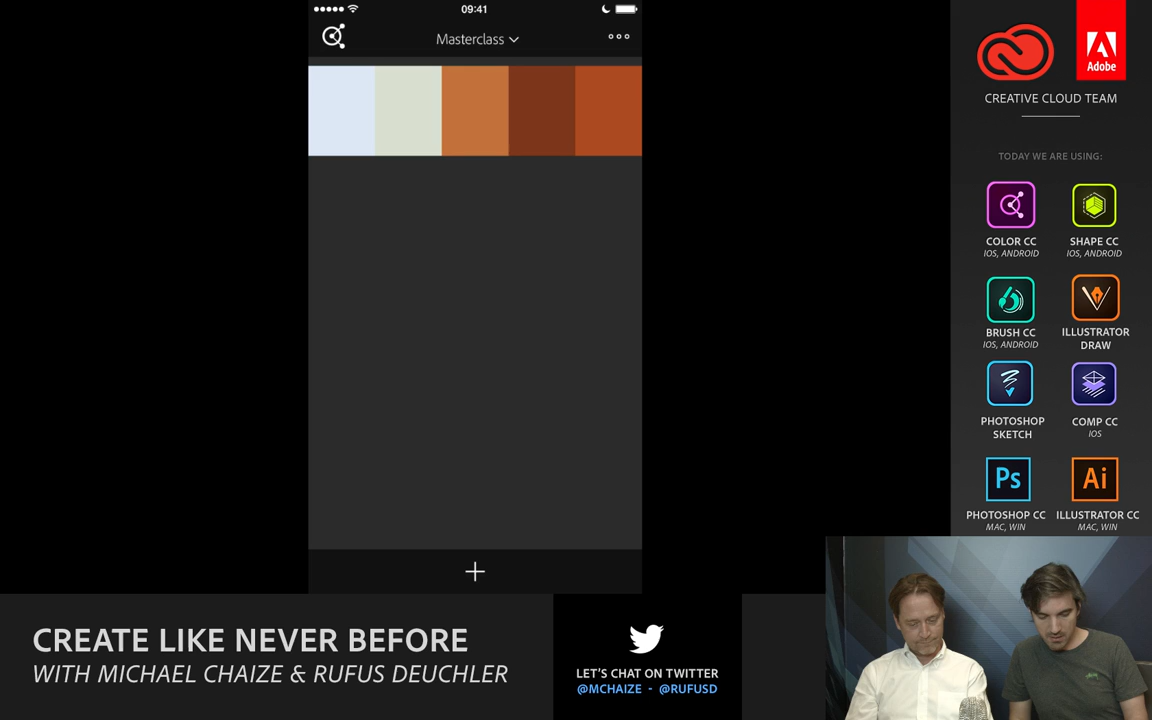 09:41
Masterclass
Adobe
CREATIVE CLOUD TEAM
TODAY WE ARE USING:
COLOR CC
IOS, ANDROID
SHAPE CC
IOS, ANDROID
BRUSH CC
IOS, ANDROID
ILLUSTRATOR
DRAW
PHOTOSHOP
SKETCH
COMP CC
IOS
Ps
PHOTOSHOP CC
MAC, WIN
Ai
ILLUSTRATOR CC
MAC, WIN
CREATE LIKE NEVER BEFORE
WITH MICHAEL CHAIZE & RUFUS DEUCHLER
LET'S CHAT ON TWITTER
@MCHAIZE - @RUFUSD